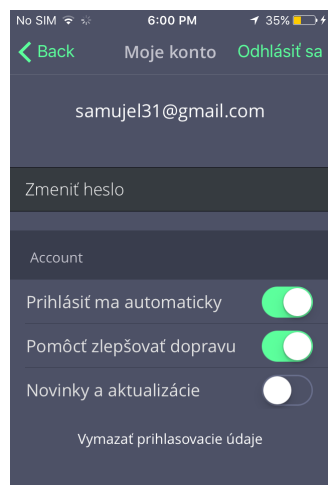 No SIM 6:00 PM 35%
Back Moje konto Odhlásiť sa
samujel31@gmail.com
Zmeniť heslo
Account
Prihlásiť ma automaticky
Pomôcť zlepšovať dopravu
Novinky a aktualizácie
Vymazať prihlasovacie údaje